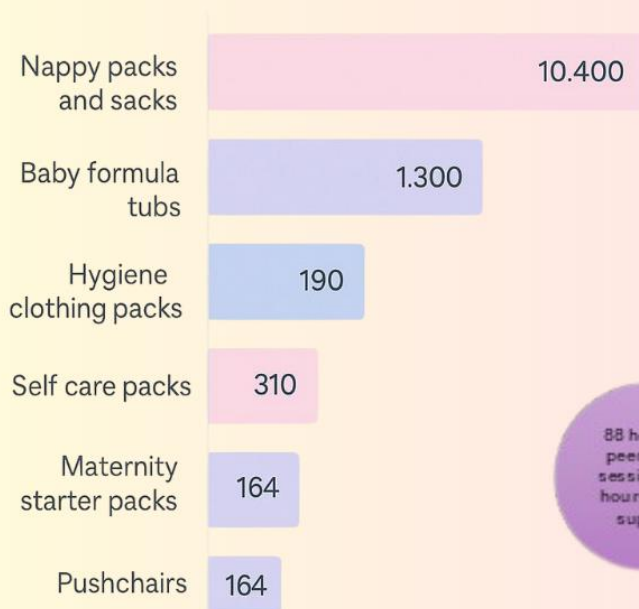 Nappy packs
and sacks
10.400
Baby formula
tubs
1.300
Hygiene
clothing packs
190
Self care packs
310
Maternity
starter packs
164
Pushchairs
164
88